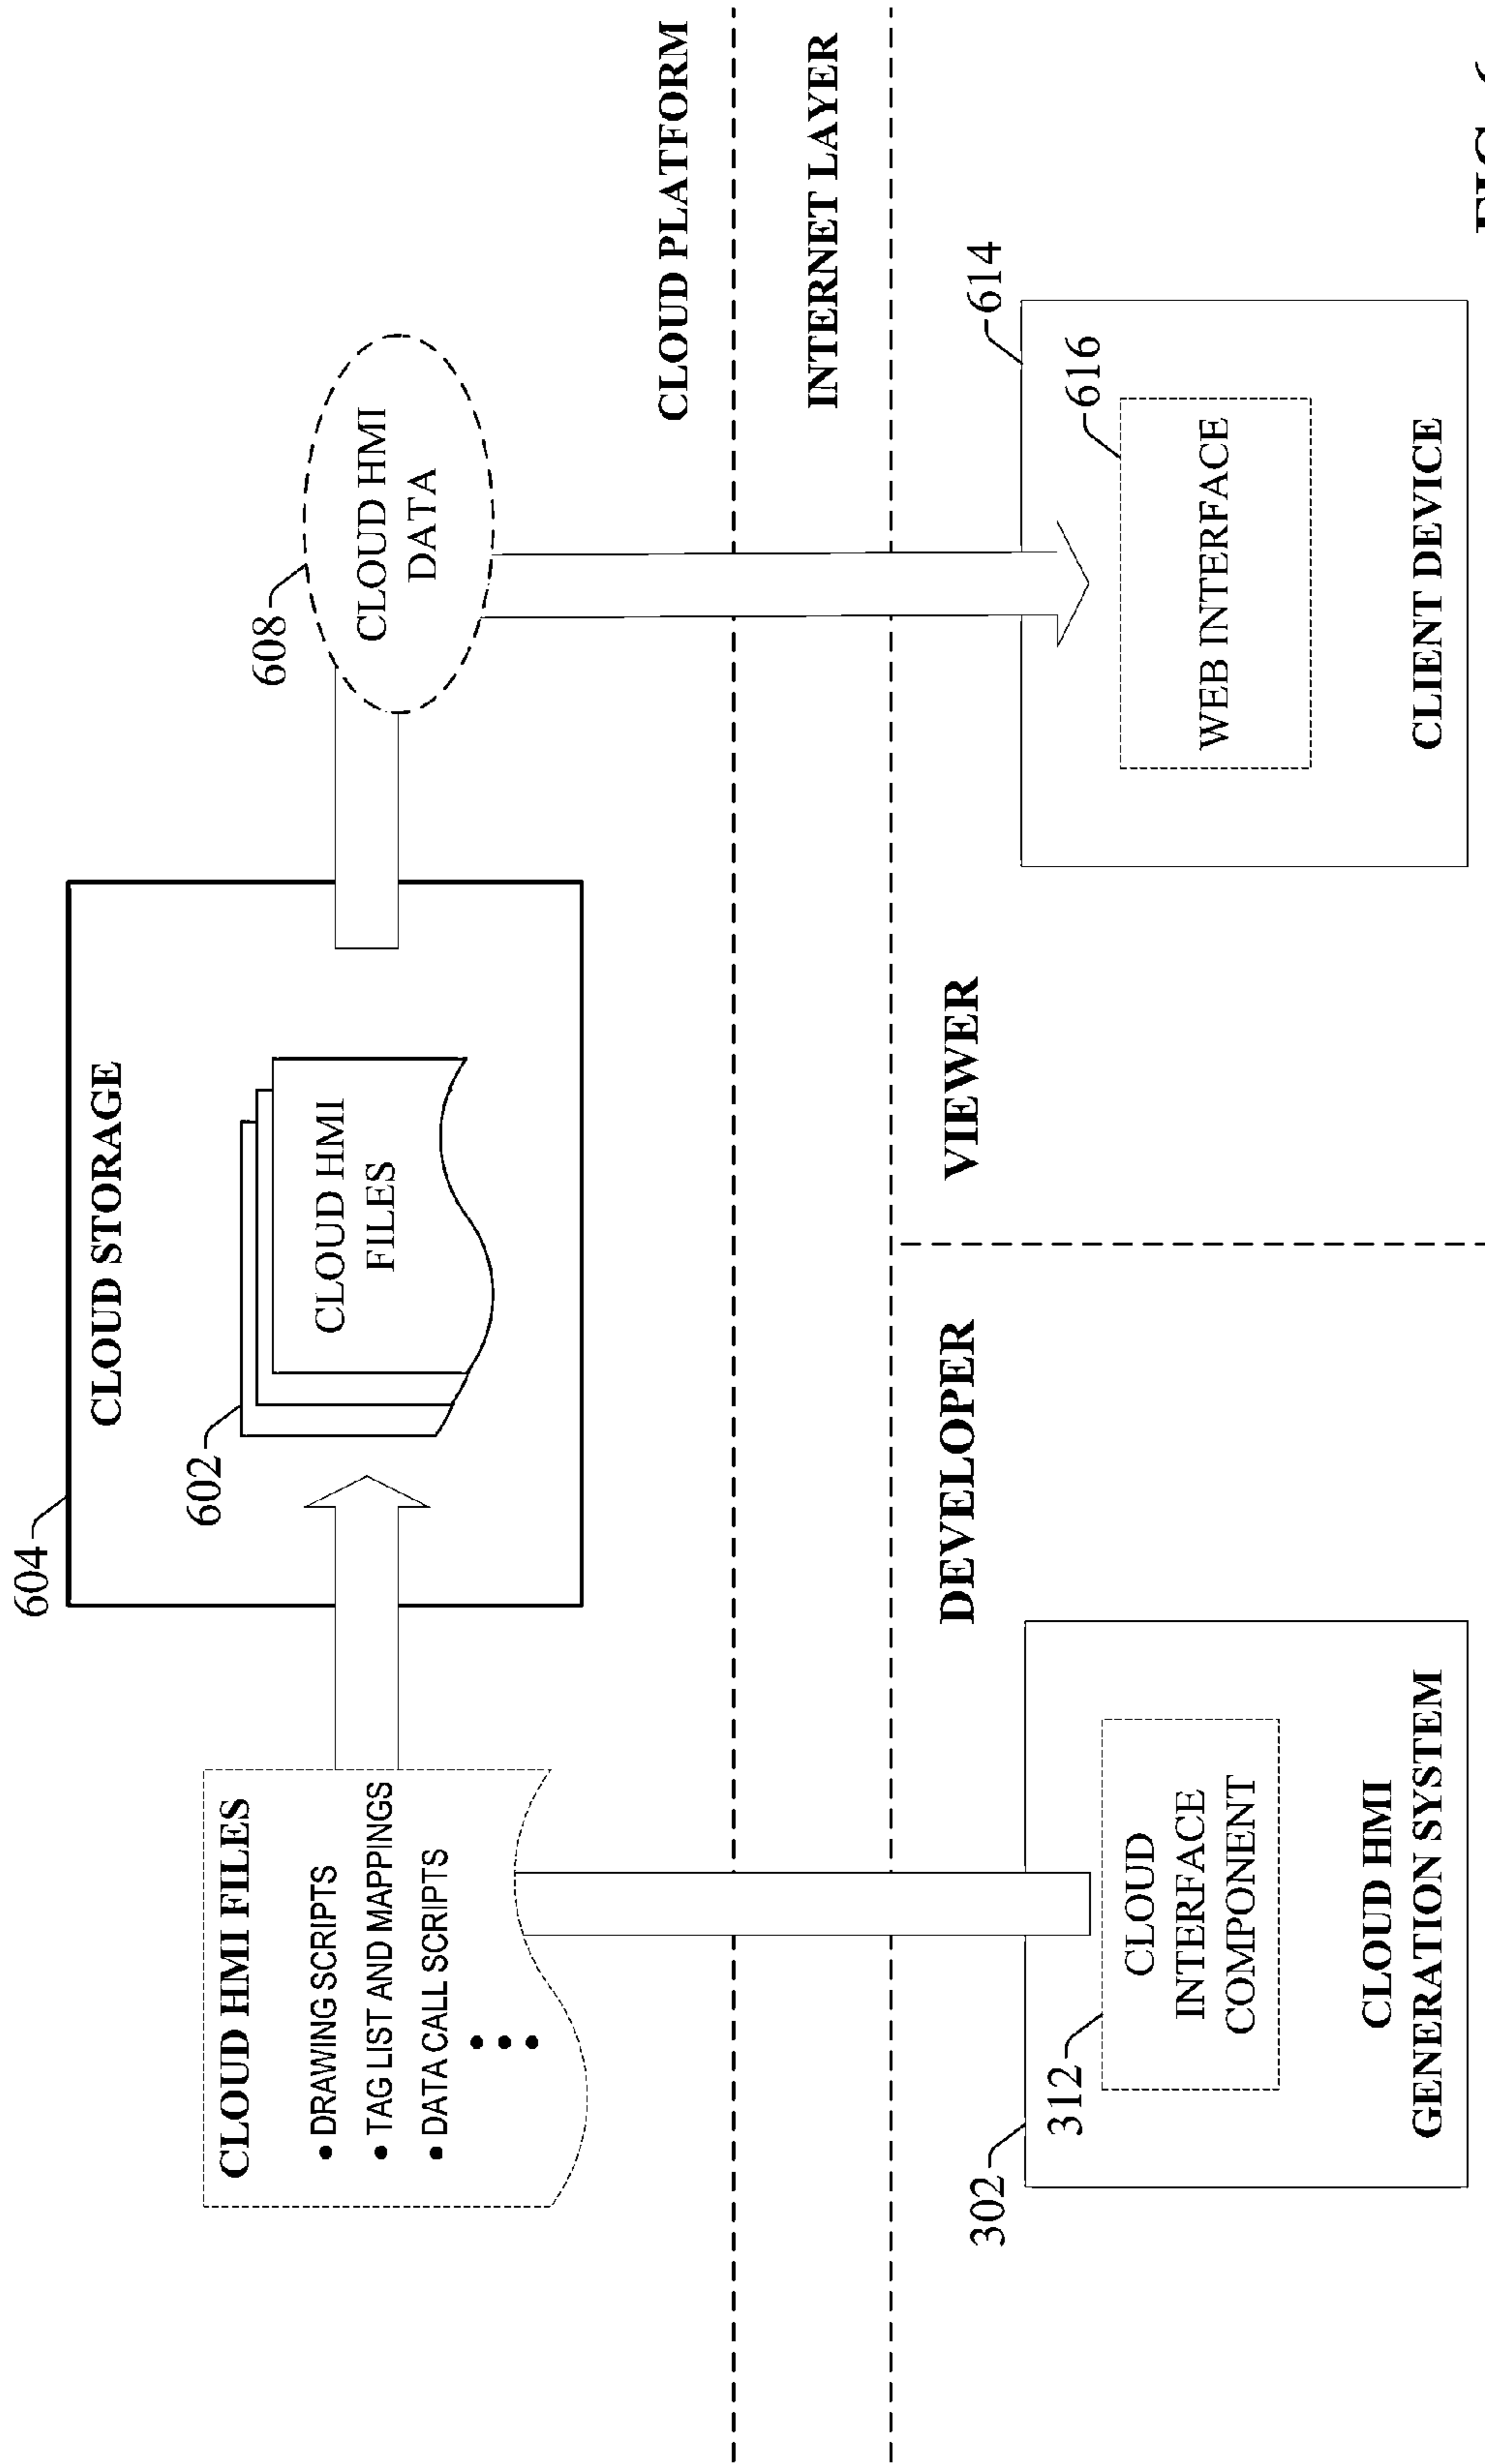 604
CLOUD STORAGE
602
CLOUD HMI
FILES
CLOUD HMI FILES
• DRAWING SCRIPTS
• TAG LIST AND MAPPINGS
• DATA CALL SCRIPTS
608
CLOUD HMI
DATA
CLOUD PLATFORM
INTERNET LAYER
DEVELOPER
VIEWER
302
312
CLOUD
INTERFACE
COMPONENT
CLOUD HMI
GENERATION SYSTEM
614
616
WEB INTERFACE
CLIENT DEVICE